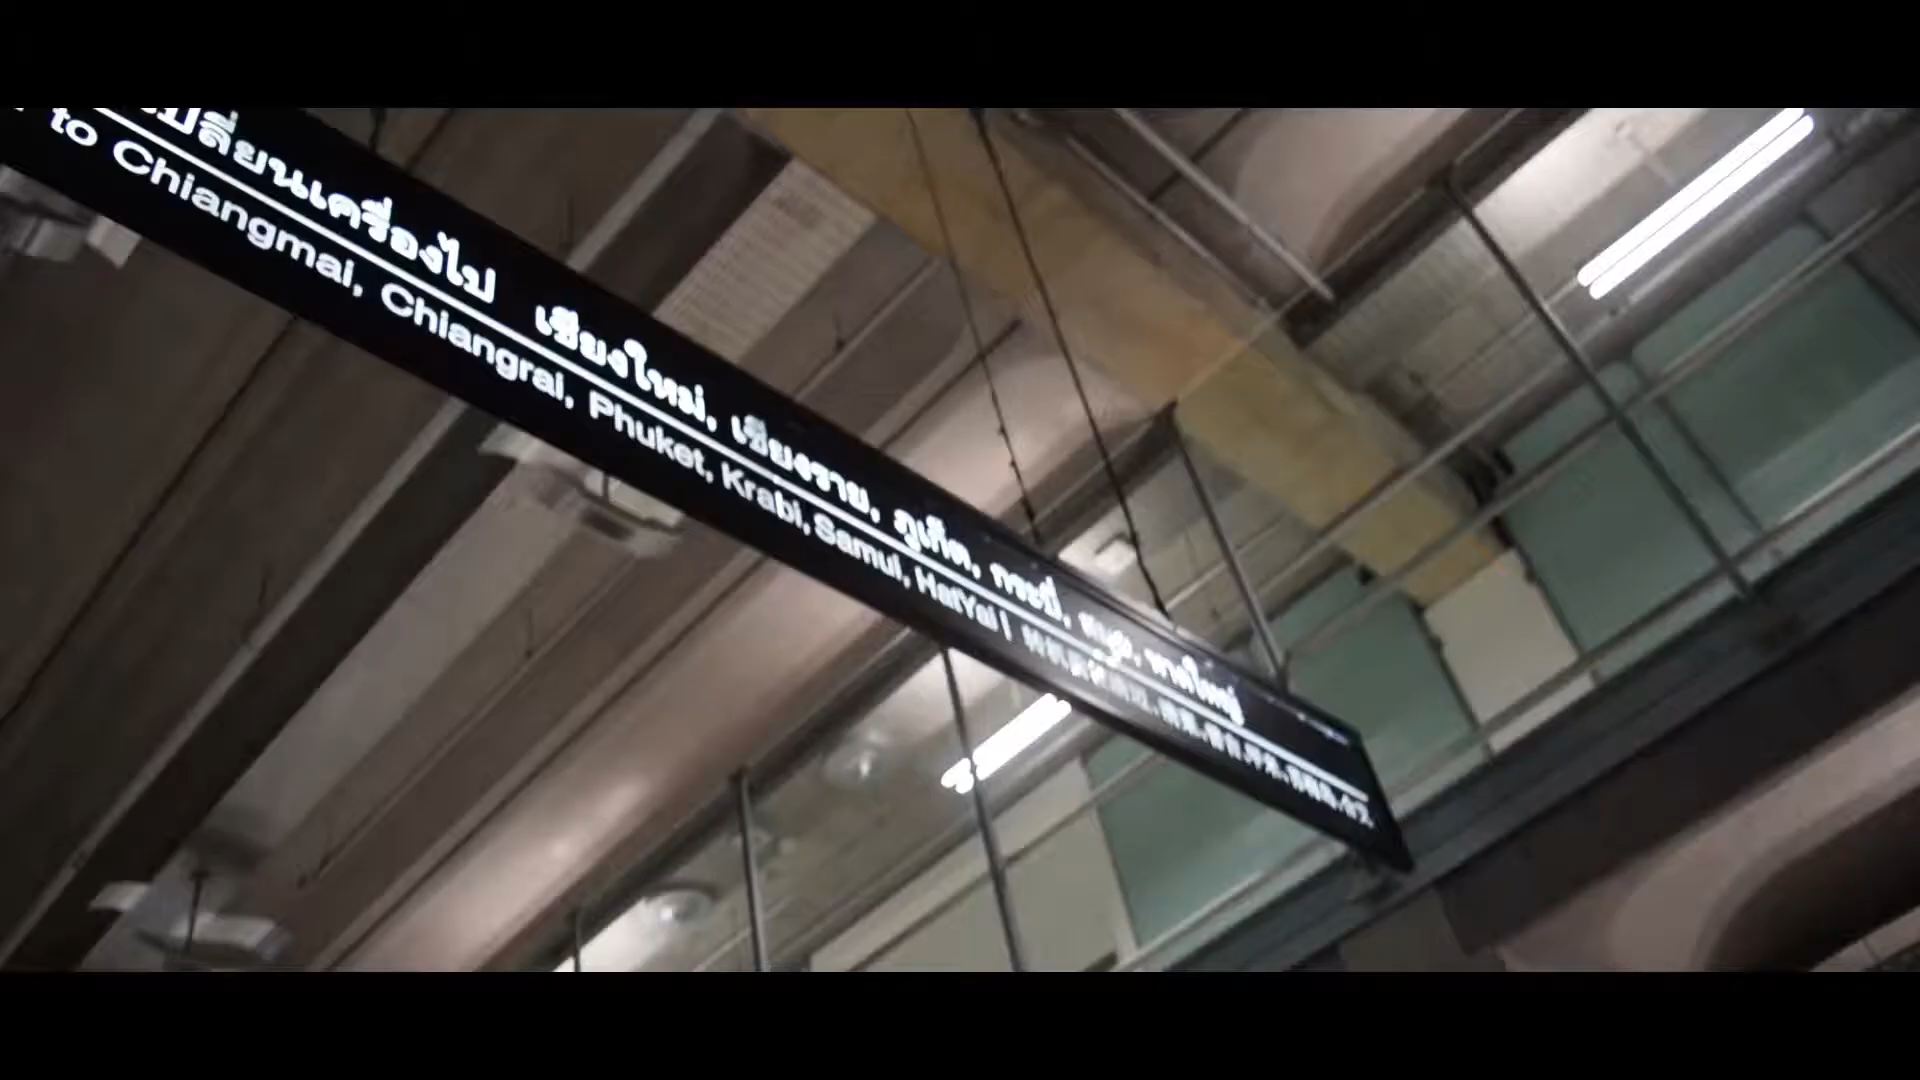 เปลี่ยนเครื่องไป เชียงใหม่, เชียงราย, ภูเก็ต, กระบี่, สมุย, หาดใหญ่
to Chiangmai, Chiangrai, Phuket, Krabi, Samui, HatYai